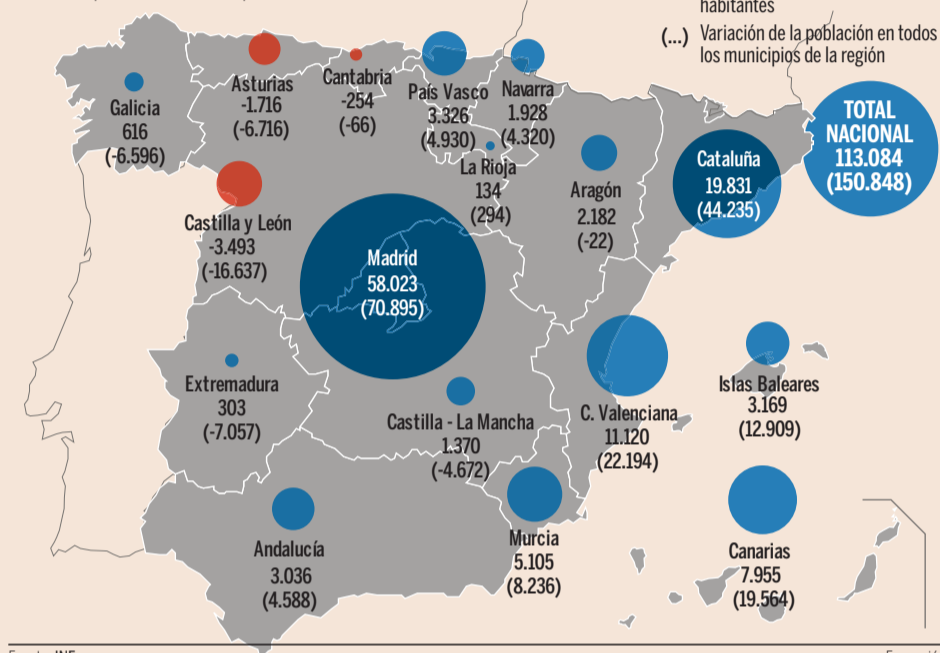 habitantes
(...) Variación de la población en todos
los municipios de la región
Galicia
616
(-6.596)
Asturias
-1.716
(-6.716)
Cantabria
-254
(-66)
País Vasco
3.326
(4.930)
Navarra
1.928
(4.320)
La Rioja
134
(294)
Aragón
2.182
(-22)
Cataluña
19.831
(44.235)
TOTAL
NACIONAL
113.084
(150.848)
Castilla y León
-3.493
(-16.637)
Madrid
58.023
(70.895)
Extremadura
303
(-7.057)
Castilla - La Mancha
1.370
(-4.672)
C. Valenciana
11.120
(22.194)
Islas Baleares
3.169
(12.909)
Andalucía
3.036
(4.588)
Murcia
5.105
(8.236)
Canarias
7.955
(19.564)